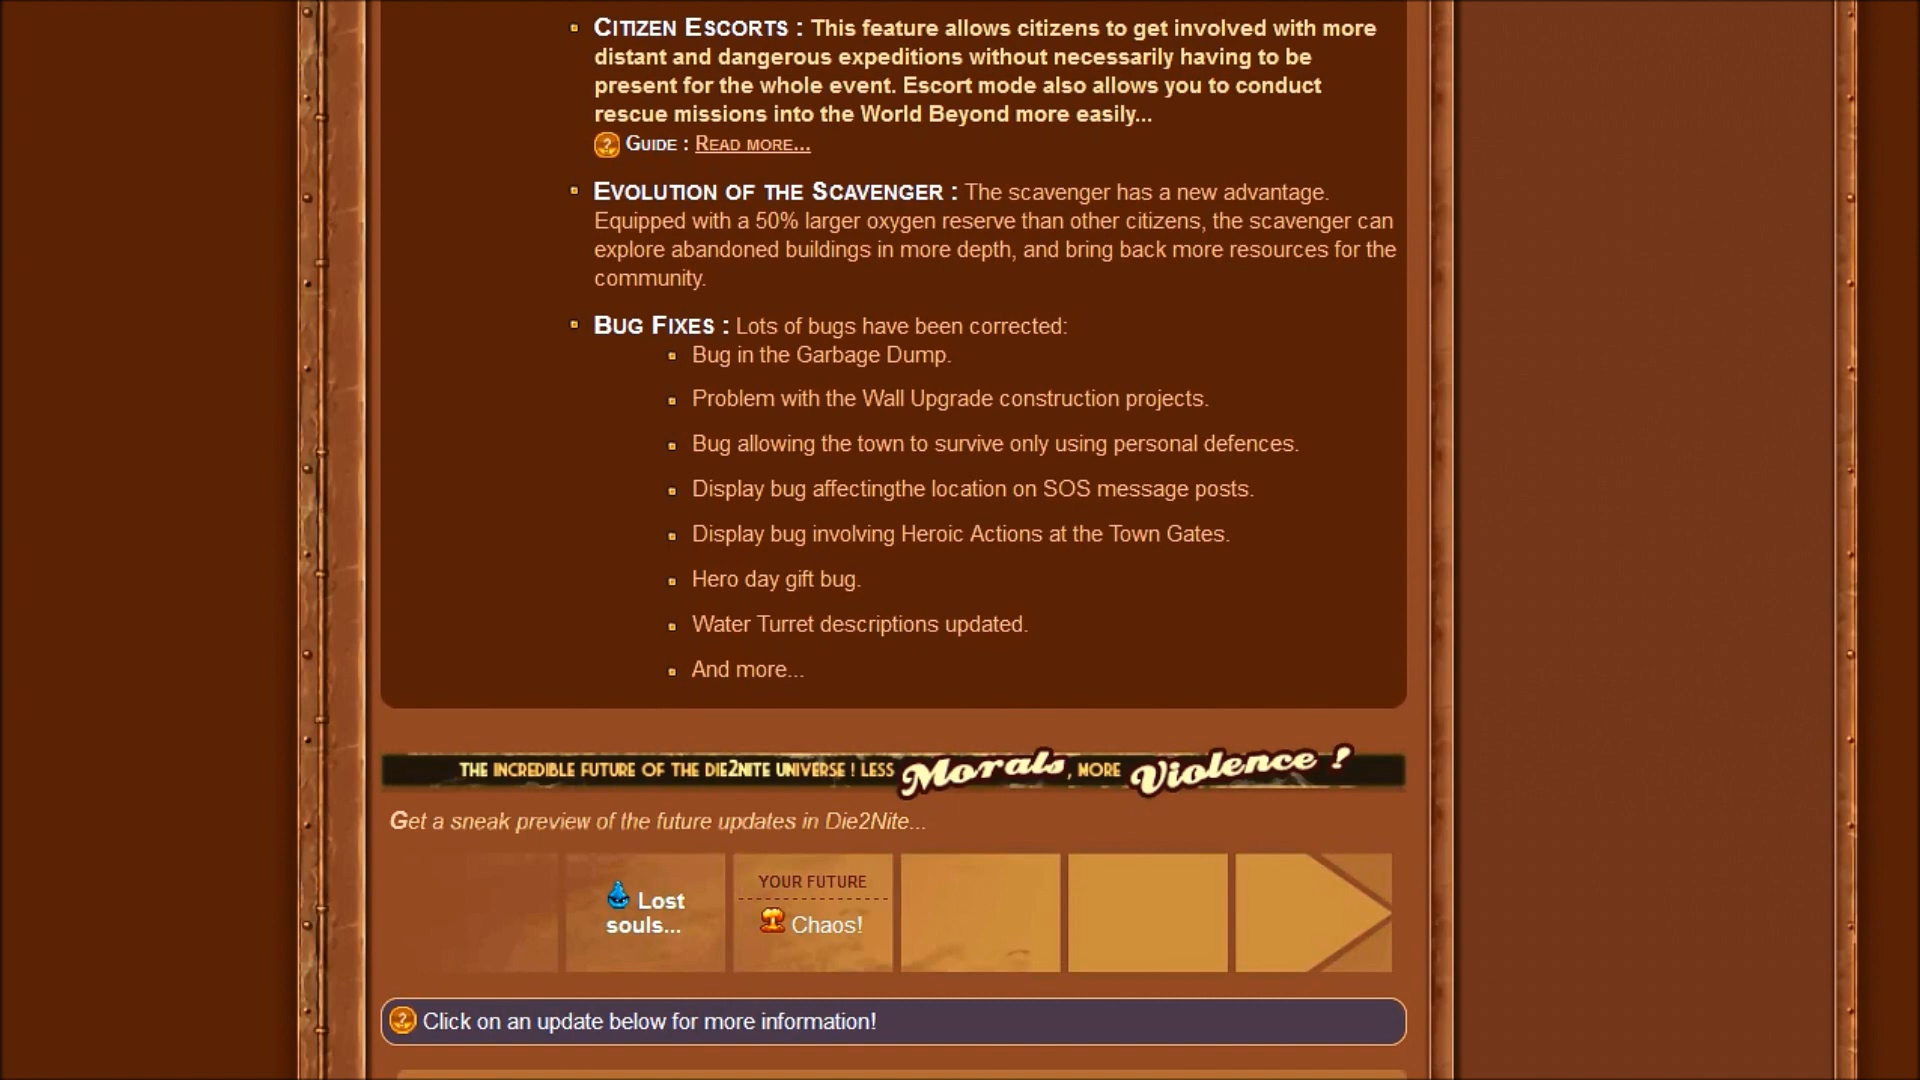 CITIZEN ESCORTS : This feature allows citizens to get involved with more
distant and dangerous expeditions without necessarily having to be
present for the whole event. Escort mode also allows you to conduct
rescue missions into the World Beyond more easily...
GUIDE : READ MORE...
EVOLUTION OF THE SCAVENGER : The scavenger has a new advantage.
Equipped with a 50% larger oxygen reserve than other citizens, the scavenger can
explore abandoned buildings in more depth, and bring back more resources for the
community.
BUG FIXES : Lots of bugs have been corrected:
Bug in the Garbage Dump.
Problem with the Wall Upgrade construction projects.
Bug allowing the town to survive only using personal defences.
Display bug affectingthe location on SOS message posts.
Display bug involving Heroic Actions at the Town Gates.
Hero day gift bug.
Water Turret descriptions updated.
And more...
THE INCREDIBLE FUTURE OF THE DIE2NITE UNIVERSE ! LESS Morals, MORE Violence !
Get a sneak preview of the future updates in Die2Nite...
Lost
souls...
YOUR FUTURE
Chaos!
Click on an update below for more information!